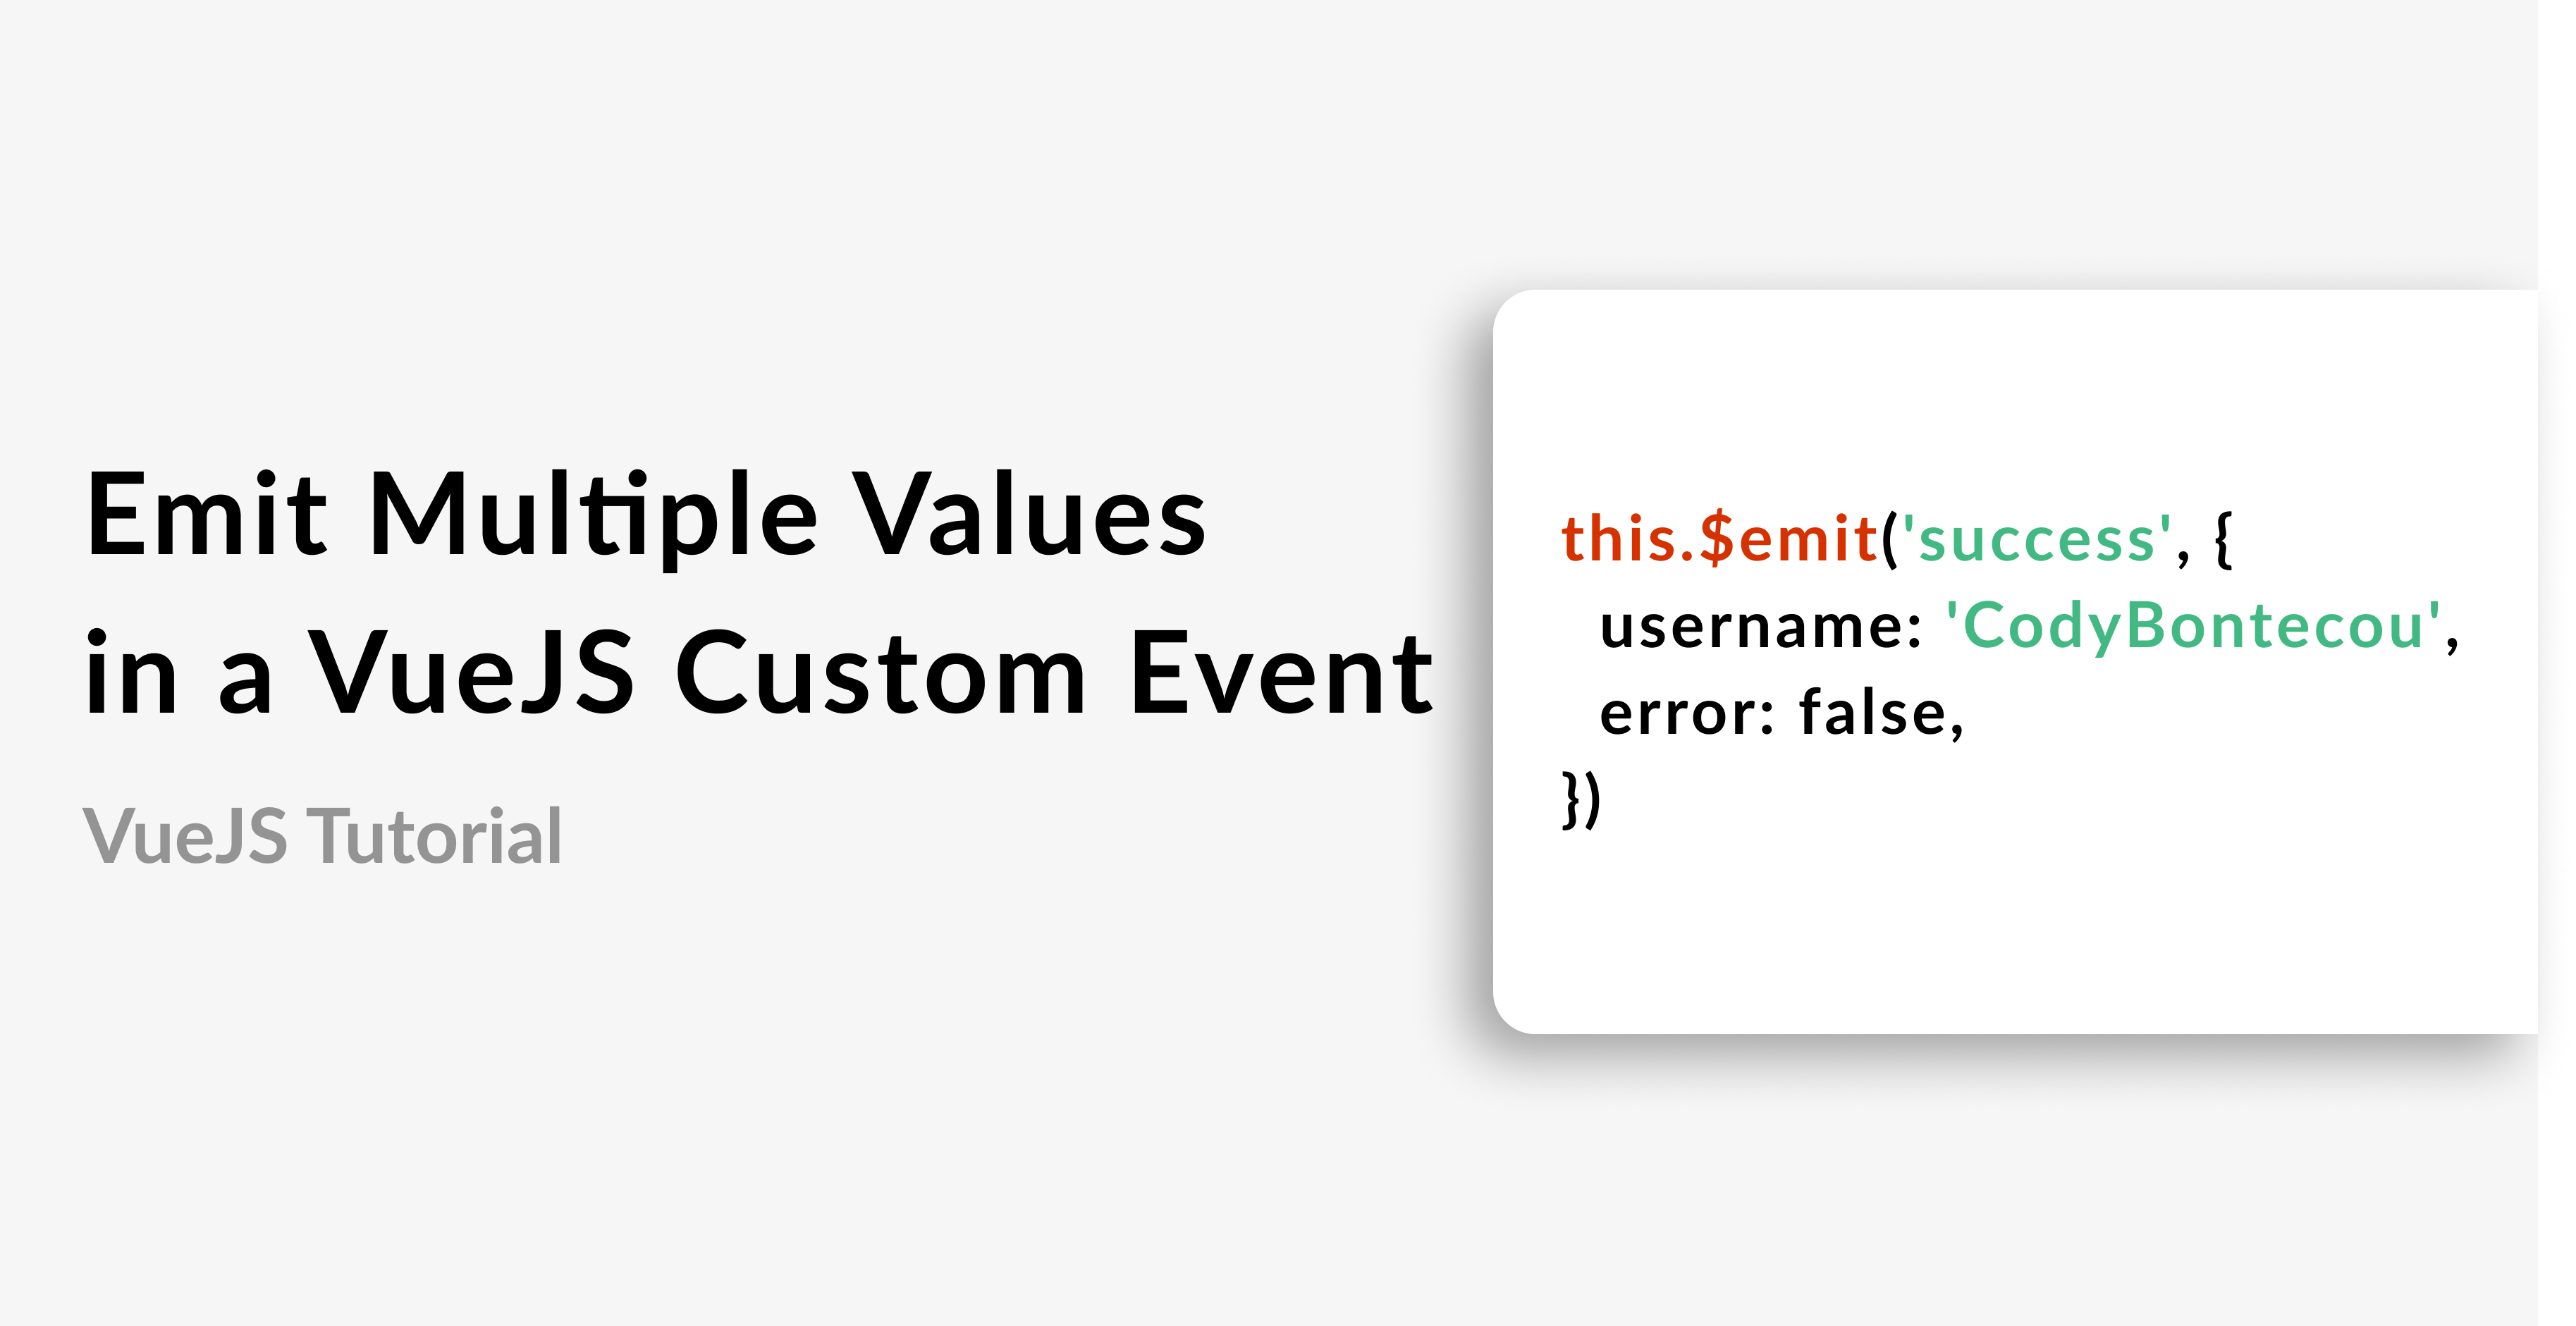 Emit Multiple Values
in a VueJS Custom Event
VueJS Tutorial
this.$emit('success', {
  username: 'CodyBontecou',
  error: false,
})